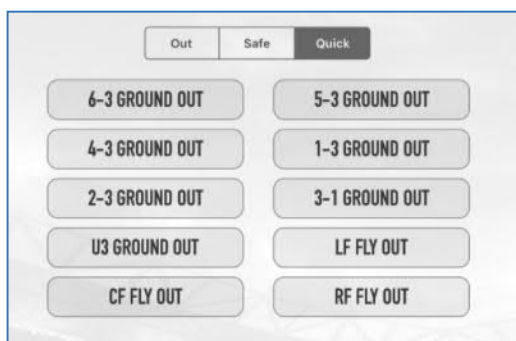 Out Safe Quick
6-3 GROUND OUT 5-3 GROUND OUT
4-3 GROUND OUT 1-3 GROUND OUT
2-3 GROUND OUT 3-1 GROUND OUT
U3 GROUND OUT LF FLY OUT
CF FLY OUT RF FLY OUT